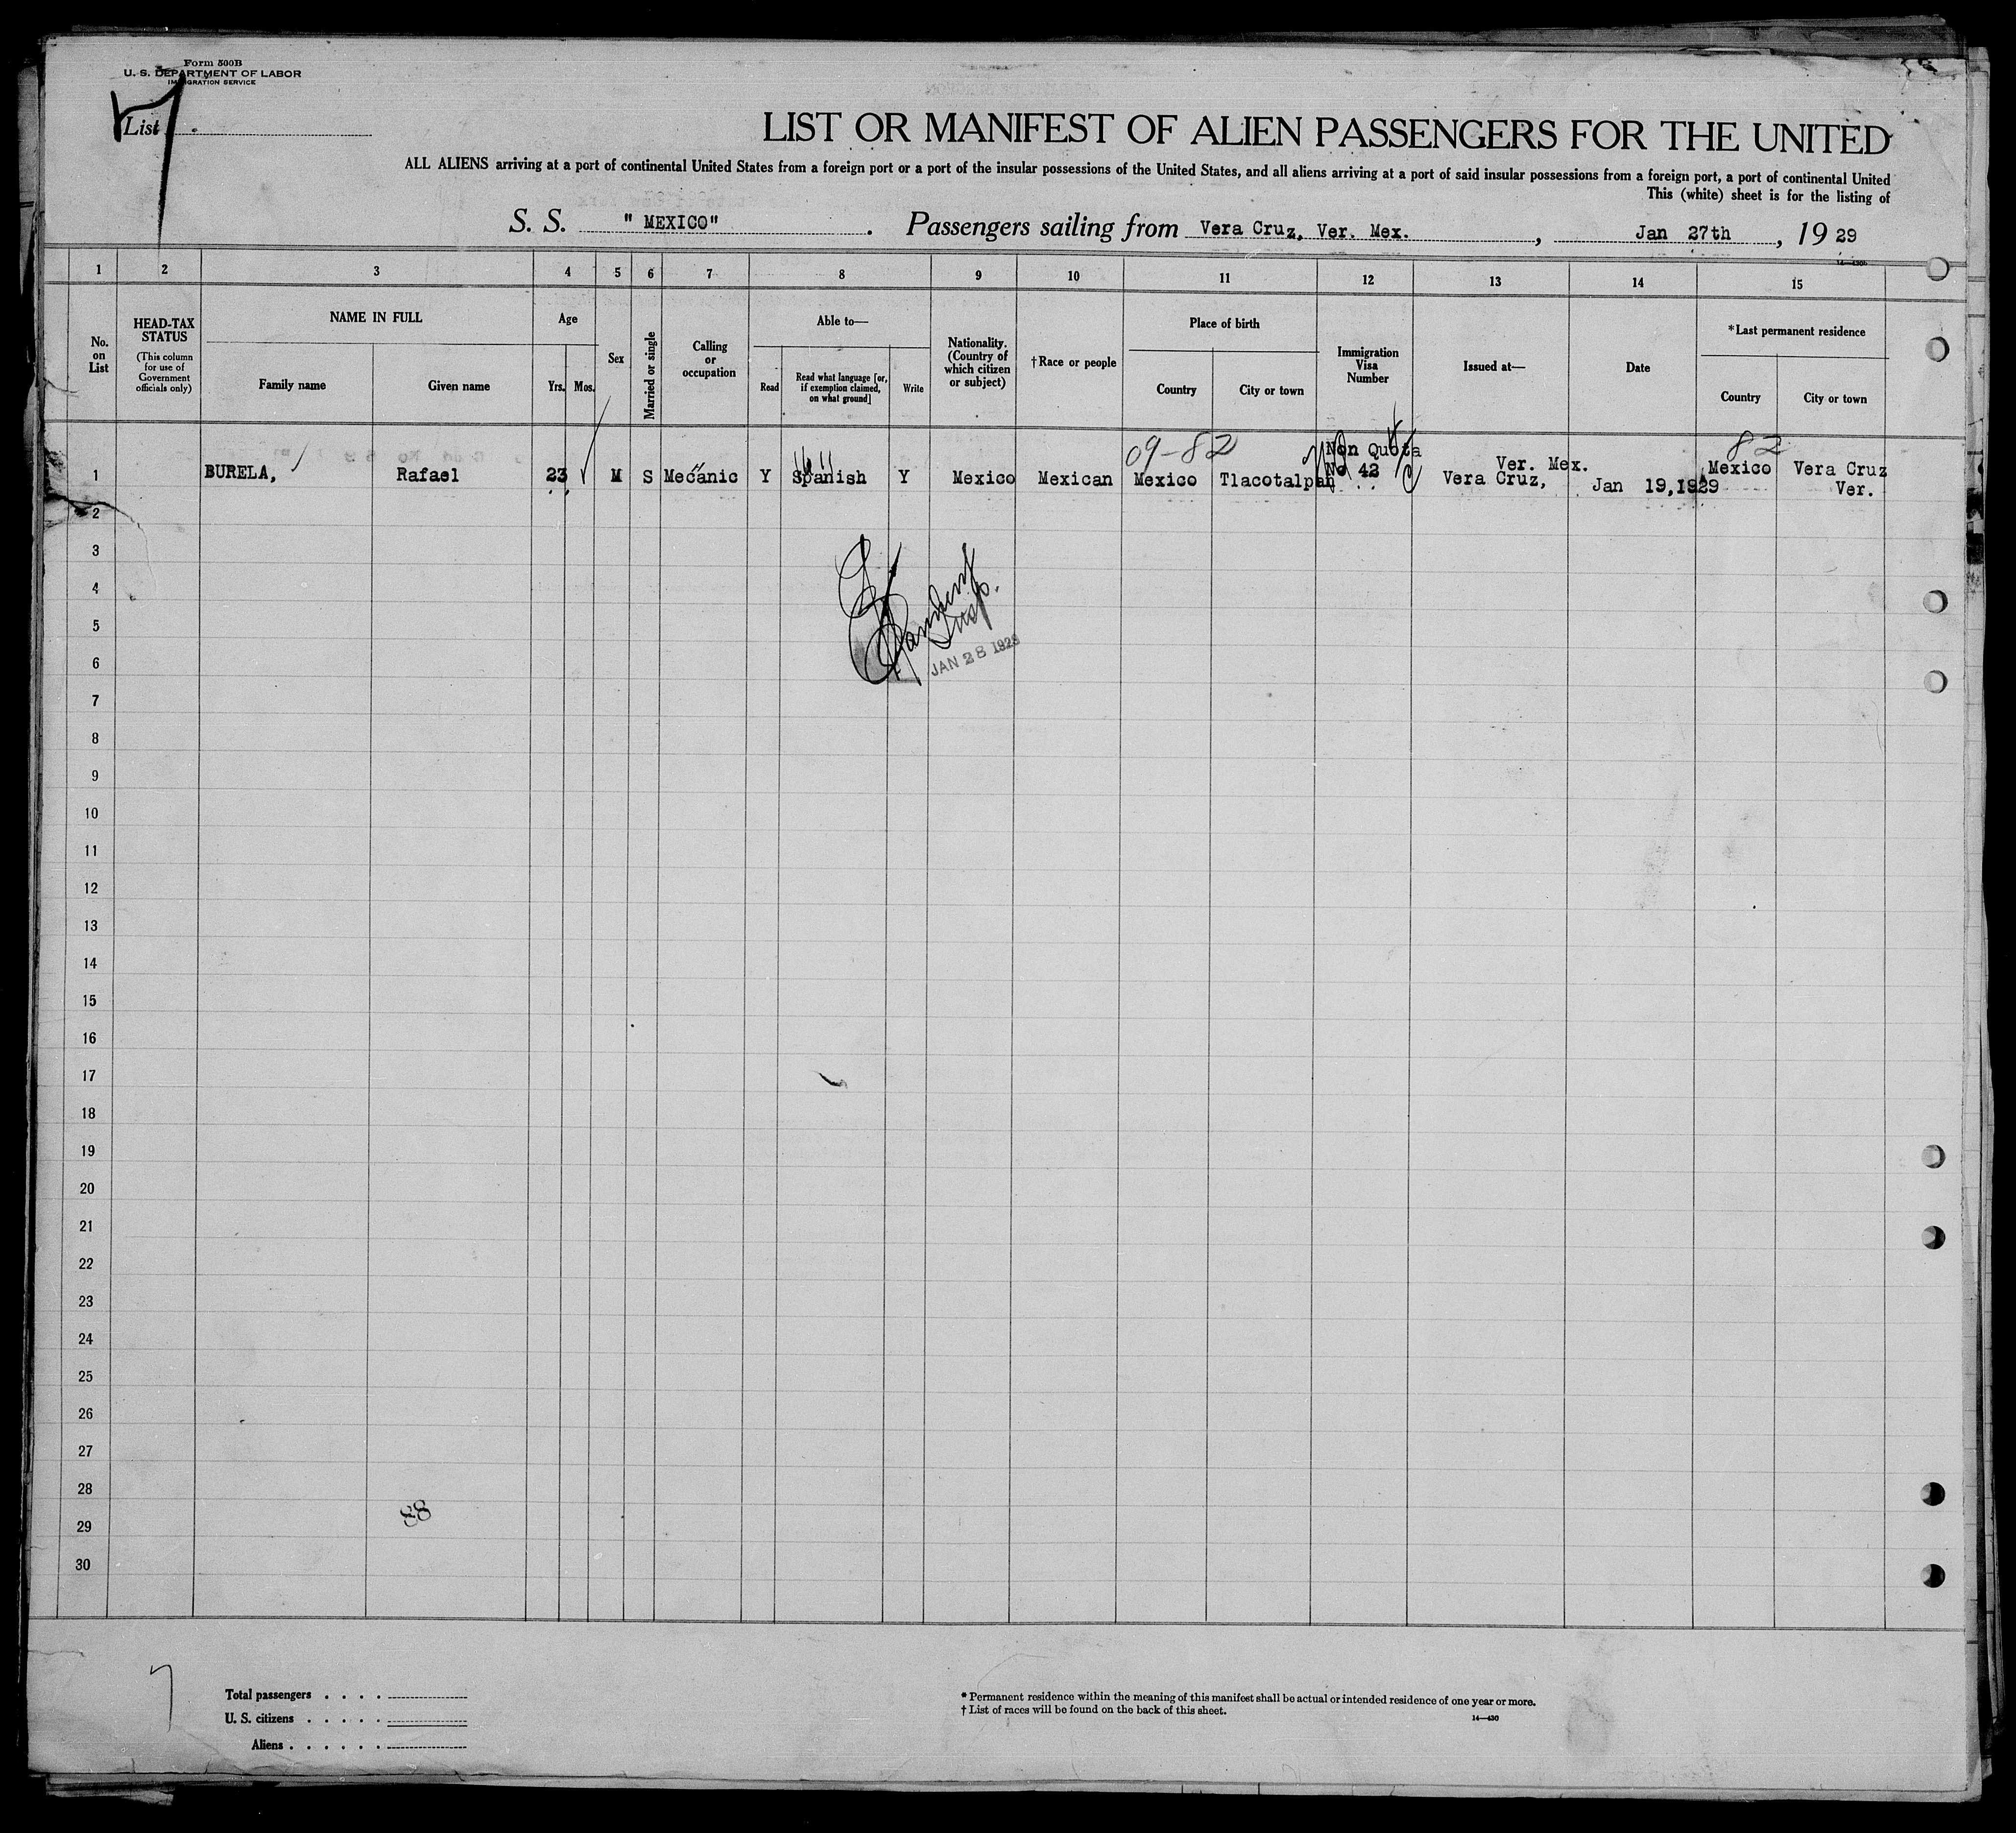 Form 500B
U. S. DEPARTMENT OF LABOR
IMMIGRATION SERVICE
List 7
LIST OR MANIFEST OF ALIEN PASSENGERS FOR THE UNITED
ALL ALIENS arriving at a port of continental United States from a foreign port or a port of the insular possessions of the United States, and all aliens arriving at a port of said insular possessions from a foreign port, a port of continental United
This (white) sheet is for the listing of
S. S. "MEXICO". Passengers sailing from Vera Cruz, Ver. Mex., Jan 27th, 1929
1 2 3 4 5 6 7 8 9 10 11 12 13 14 15
No. on List
HEAD-TAX STATUS
(This column for use of Government officials only)
NAME IN FULL
Family name
Given name
Age
Yrs. Mos.
Sex
Married or single
Calling or occupation
Able to—
Read
Read what language [or, if exemption claimed, on what ground]
Write
Nationality. (Country of which citizen or subject)
†Race or people
Place of birth
Country
City or town
Immigration Visa Number
Issued at—
Date
*Last permanent residence
Country
City or town
09-82
Non Quota
82
1 BURELA, Rafael 23 M S Mecanic Y Spanish Y Mexico Mexican Mexico Tlacotalpan No 42 Vera Cruz, Ver. Mex. Jan 19,1929 Mexico Vera Cruz Ver.
2
3
4
5
Insp.
6
JAN 28 1929
7
8
9
10
11
12
13
14
15
16
17
18
19
20
21
22
23
24
25
26
27
28
88
29
30
7
Total passengers . . . .
U. S. citizens . . . . .
Aliens . . . . . .
* Permanent residence within the meaning of this manifest shall be actual or intended residence of one year or more.
† List of races will be found on the back of this sheet.
14—430